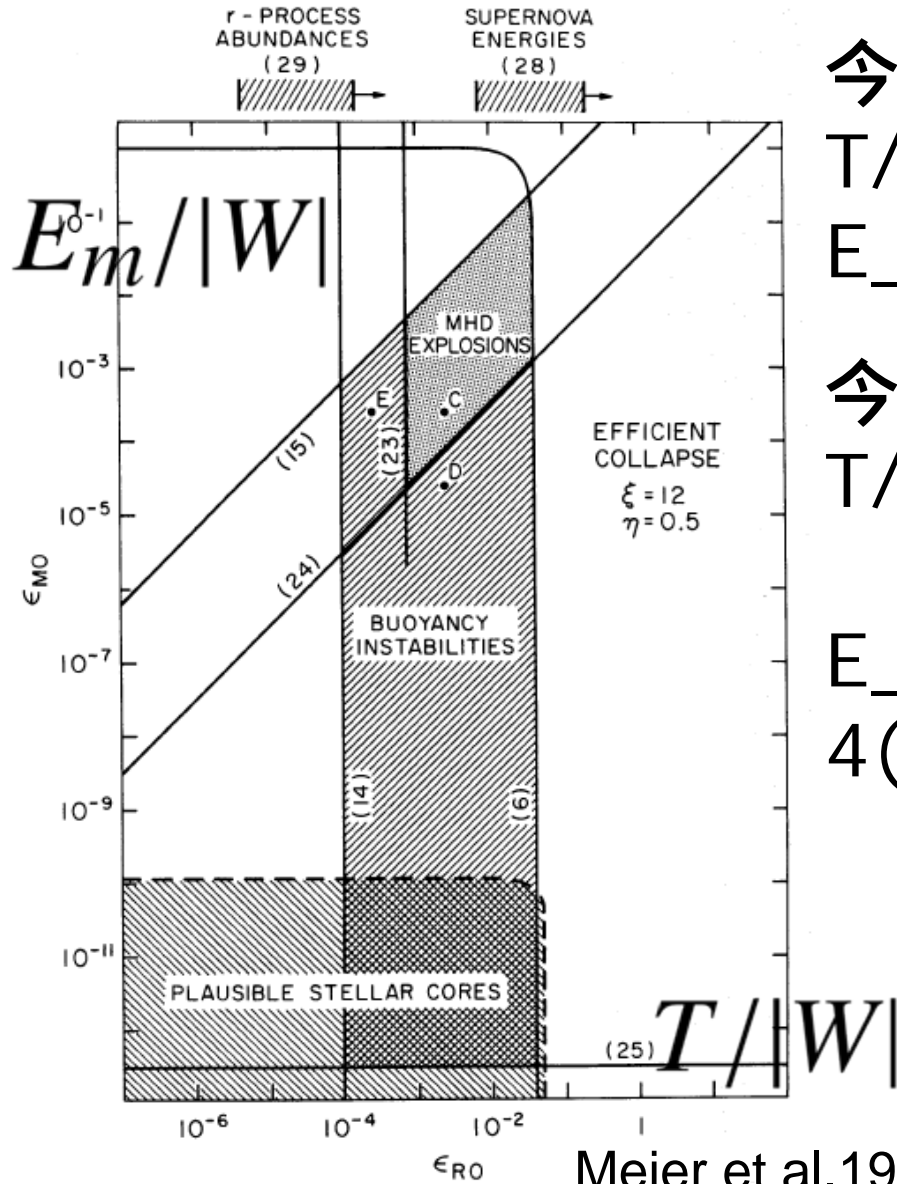 r - PROCESS
ABUNDANCES
(29)
SUPERNOVA
ENERGIES
(28)
今
T/
E_
今
T/
E_
4(
10⁻¹
E_m/|W|
10⁻³
10⁻⁵
10⁻⁷
10⁻⁹
10⁻¹¹
ϵ_MO
MHD
EXPLOSIONS
E
C
D
(15)
(23)
(24)
EFFICIENT
COLLAPSE
ξ = 12
η = 0.5
BUOYANCY
INSTABILITIES
(14)
(6)
PLAUSIBLE STELLAR CORES
(25)
T/|W|
10⁻⁶
10⁻⁴
10⁻²
1
ϵ_RO
Meier et al.19